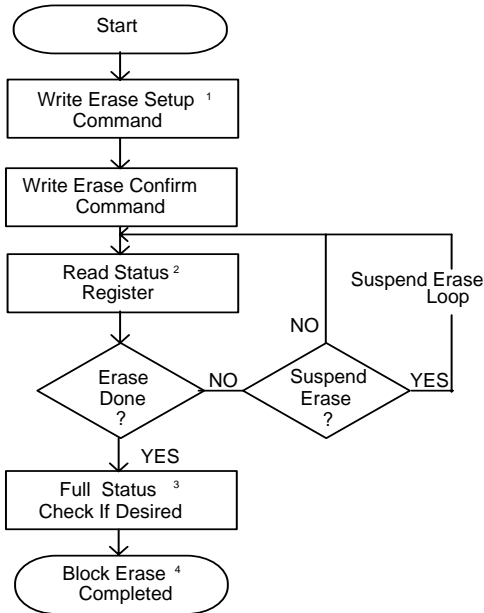 Start
Write Erase Setup 1
Command
Write Erase Confirm
Command
Read Status 2
Register
Suspend Erase
Loop
NO
Erase
Done
?
NO
Suspend
Erase
?
YES
YES
Full Status 3
Check If Desired
Block Erase 4
Completed